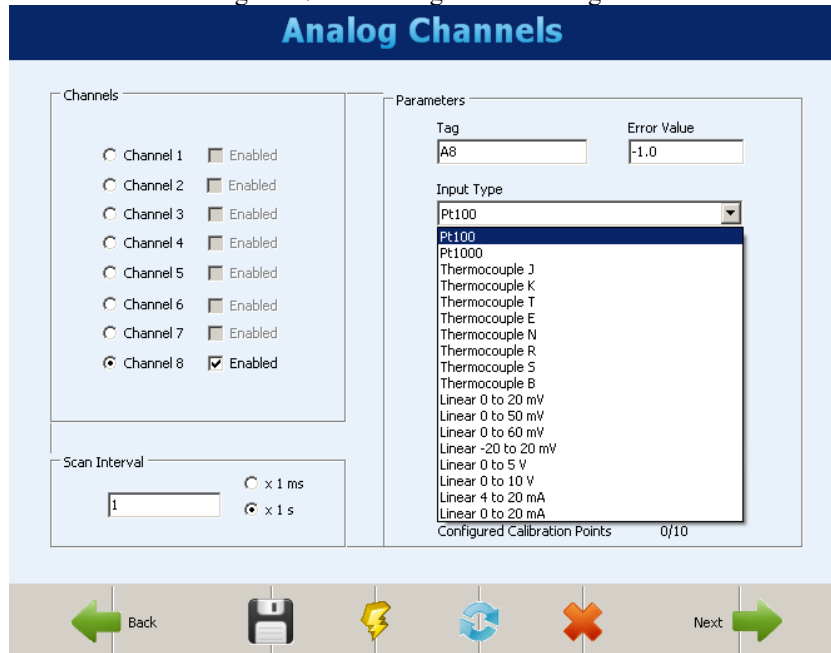 Analog Channels
Channels
Channel 1 Enabled
Channel 2 Enabled
Channel 3 Enabled
Channel 4 Enabled
Channel 5 Enabled
Channel 6 Enabled
Channel 7 Enabled
Channel 8 Enabled
Scan Interval
x 1 ms
1
x 1 s
Parameters
Tag Error Value
A8 -1.0
Input Type
Pt100
Pt100
Pt1000
Thermocouple J
Thermocouple K
Thermocouple T
Thermocouple E
Thermocouple N
Thermocouple R
Thermocouple S
Thermocouple B
Linear 0 to 20 mV
Linear 0 to 50 mV
Linear 0 to 60 mV
Linear -20 to 20 mV
Linear 0 to 5 V
Linear 0 to 10 V
Linear 4 to 20 mA
Linear 0 to 20 mA
Configured Calibration Points 0/10
Back
Next